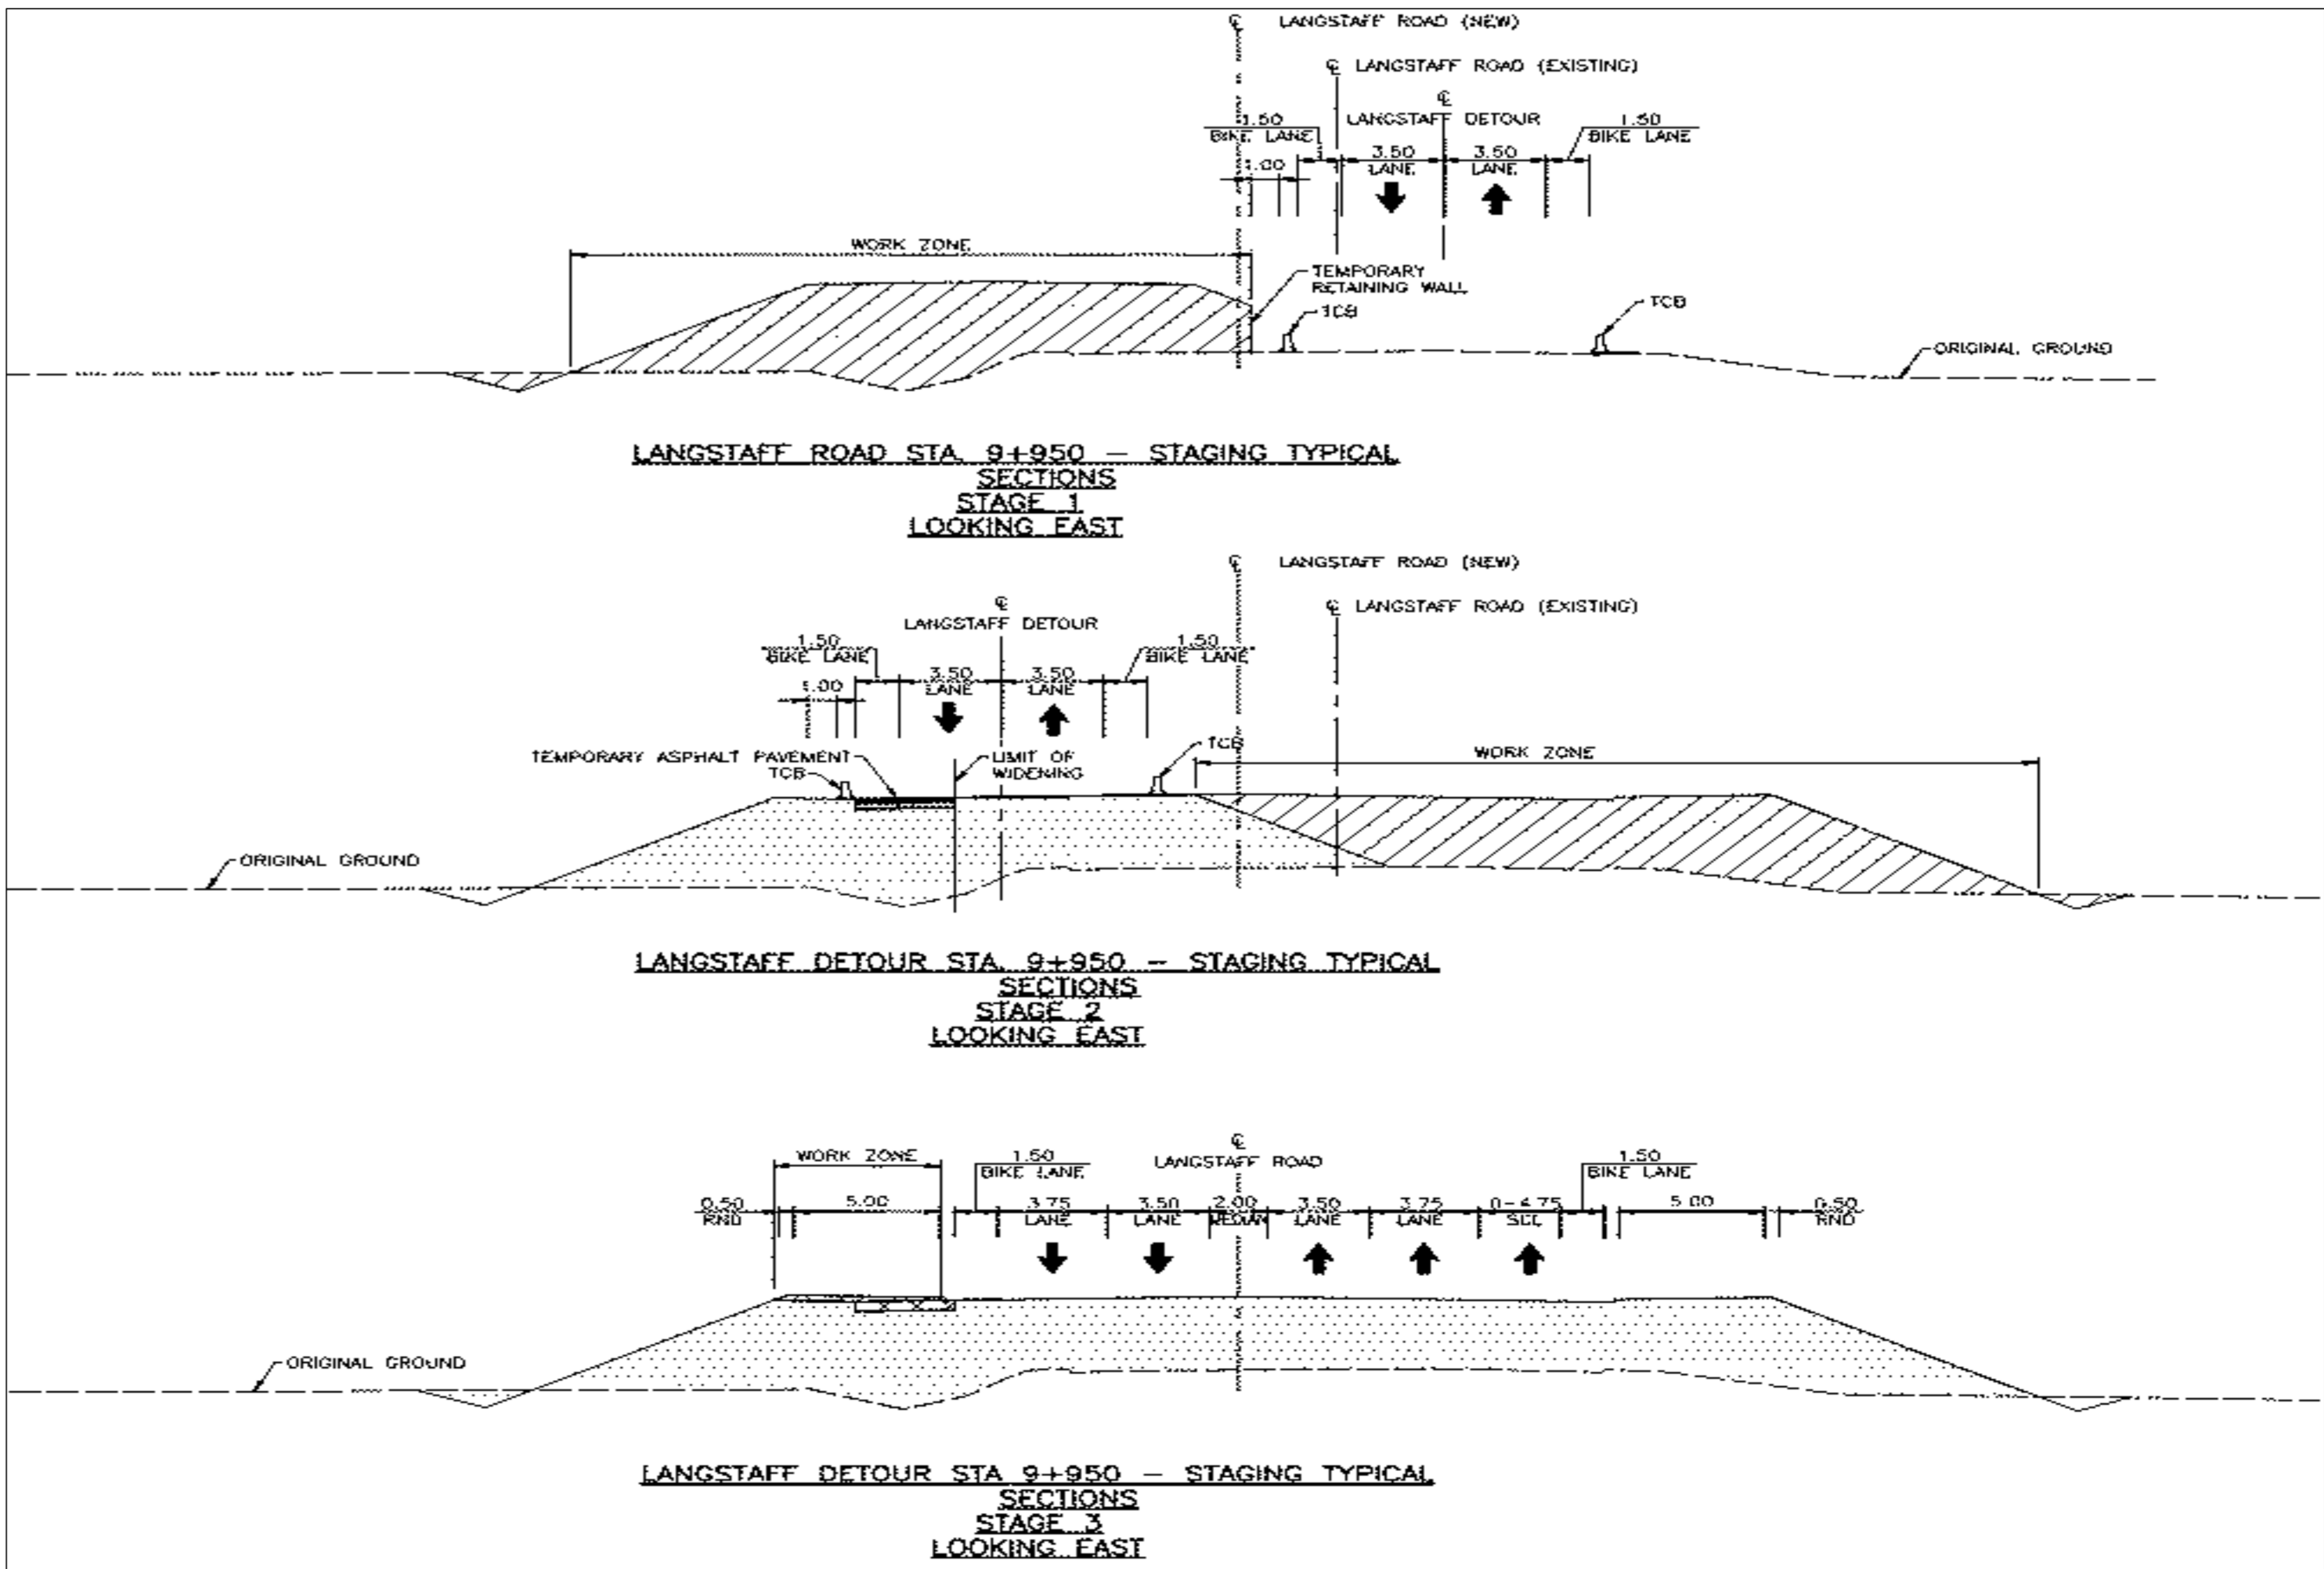 ℄ LANGSTAFF ROAD (NEW)
℄ LANGSTAFF ROAD (EXISTING)
℄
LANGSTAFF DETOUR
1.50
BIKE LANE
1.50
BIKE LANE
1.00
3.50
LANE
3.50
LANE
WORK ZONE
TEMPORARY
RETAINING WALL
TCB
TCB
ORIGINAL GROUND
LANGSTAFF ROAD STA. 9+950 – STAGING TYPICAL
SECTIONS
STAGE 1
LOOKING EAST
℄ LANGSTAFF ROAD (NEW)
℄
LANGSTAFF DETOUR
℄ LANGSTAFF ROAD (EXISTING)
1.50
BIKE LANE
1.50
BIKE LANE
1.00
3.50
LANE
3.50
LANE
TEMPORARY ASPHALT PAVEMENT
TCB
LIMIT OF
WIDENING
TCB
WORK ZONE
ORIGINAL GROUND
LANGSTAFF DETOUR STA. 9+950 – STAGING TYPICAL
SECTIONS
STAGE 2
LOOKING EAST
℄
LANGSTAFF ROAD
WORK ZONE
1.50
BIKE LANE
1.50
BIKE LANE
0.50
RND
5.00
3.75
LANE
3.50
LANE
2.00
MEDIAN
3.50
LANE
3.75
LANE
0-4.75
5.00
0.50
RND
ORIGINAL GROUND
LANGSTAFF DETOUR STA 9+950 – STAGING TYPICAL
SECTIONS
STAGE 3
LOOKING EAST